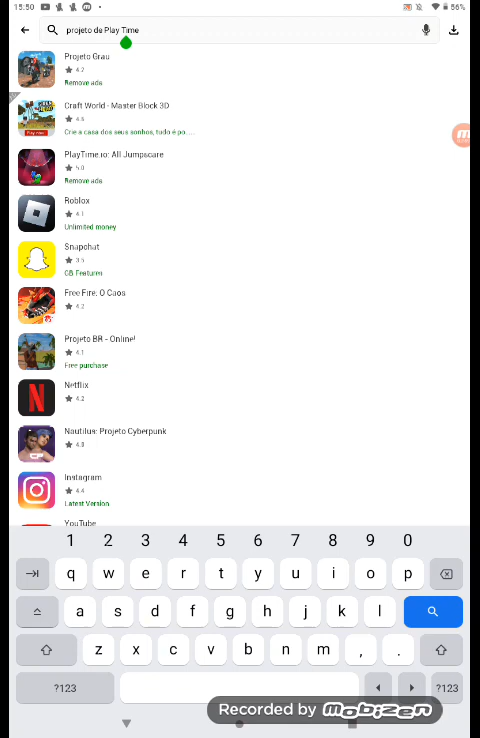 15:50
56%
projeto de Play Time
Projeto Grau
4.2
Remove ads
Craft World - Master Block 3D
4.6
Crie a casa dos seus sonhos, tudo é po.....
PlayTime.io: All Jumpscare
5.0
Remove ads
Roblox
4.1
Unlimited money
Snapchat
3.5
GB Features
Free Fire: O Caos
4.2
Projeto BR - Online!
4.1
Free purchase
Netflix
4.2
Nautilus: Projeto Cyberpunk
4.8
Instagram
4.4
Latest Version
YouTube
1 2 3 4 5 6 7 8 9 0
q w e r t y u i o p
a s d f g h j k l
z x c v b n m , .
?123 ?123
Recorded by Mobizen